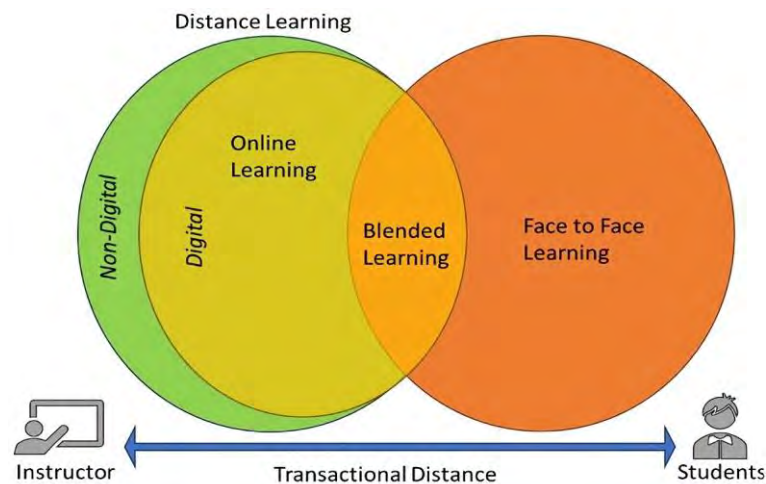 Distance Learning
Online
Learning
Non-Digital
Digital
Blended
Learning
Face to Face
Learning
Instructor
Transactional Distance
Students